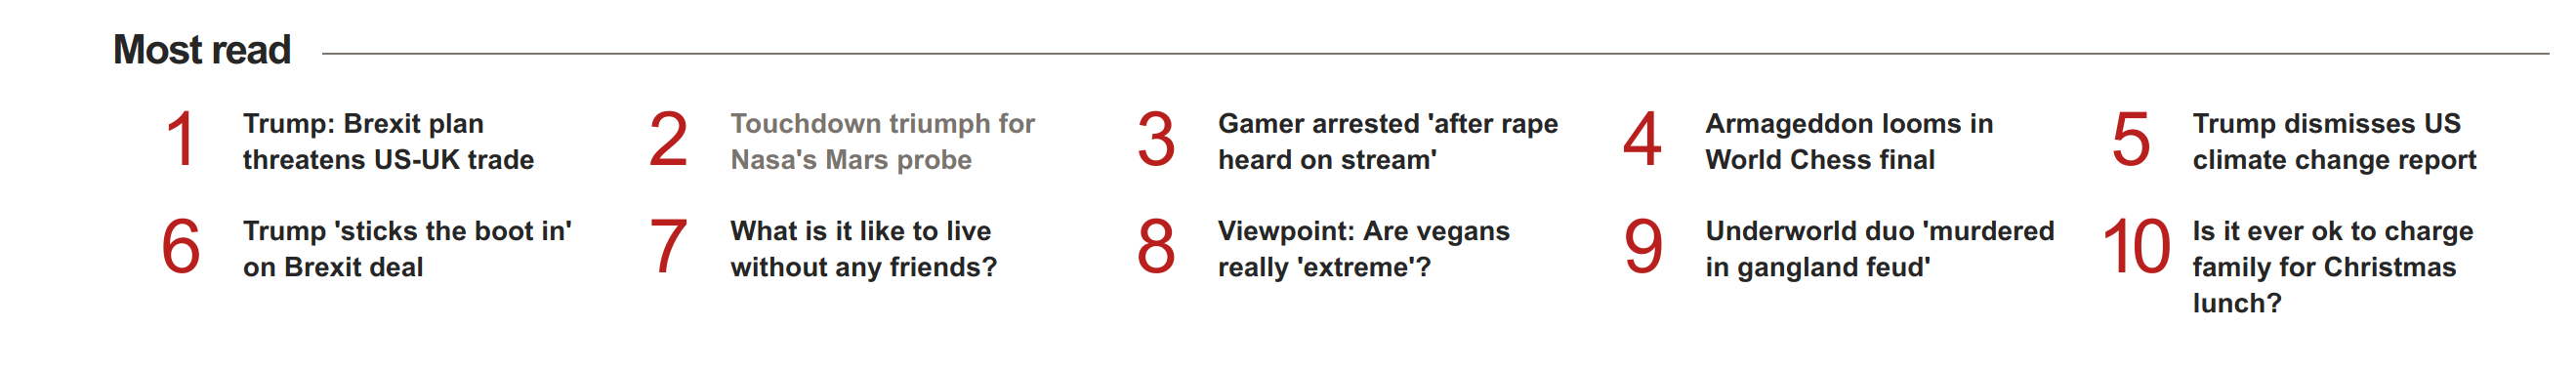 Most read
1
Trump: Brexit plan
threatens US-UK trade
2
Touchdown triumph for
Nasa's Mars probe
3
Gamer arrested 'after rape
heard on stream'
4
Armageddon looms in
World Chess final
5
Trump dismisses US
climate change report
6
Trump 'sticks the boot in'
on Brexit deal
7
What is it like to live
without any friends?
8
Viewpoint: Are vegans
really 'extreme'?
9
Underworld duo 'murdered
in gangland feud'
10
Is it ever ok to charge
family for Christmas
lunch?